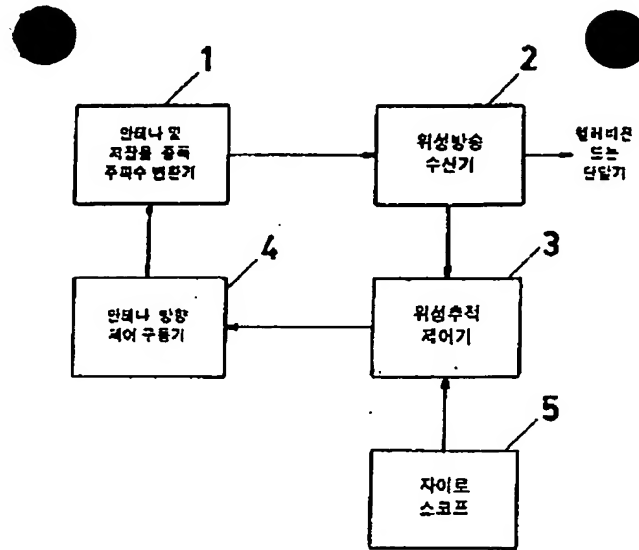 1
안테나 및
저잡음 증폭
주파수 변환기
2
위성방송
수신기
텔레비젼
또는
단말기
4
안테나 방향
제어 구동기
3
위성추적
제어기
5
자이로
스코프